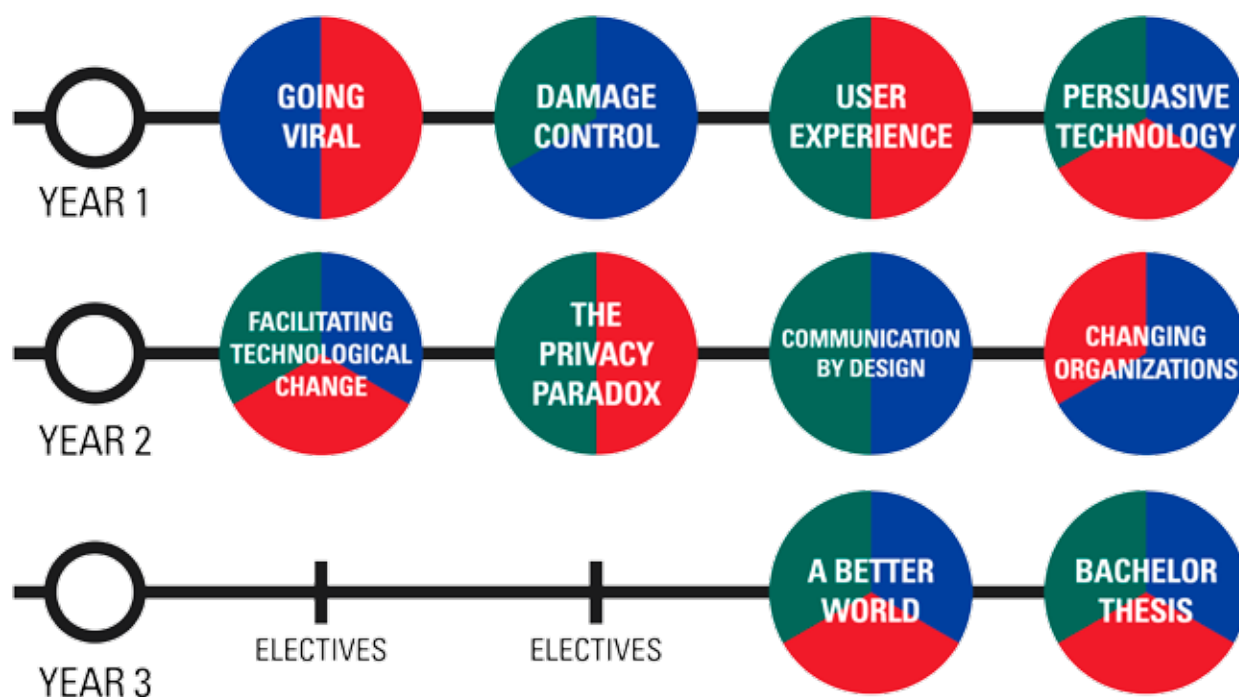 GOING
VIRAL
DAMAGE
CONTROL
USER
EXPERIENCE
PERSUASIVE
TECHNOLOGY
YEAR 1
FACILITATING
TECHNOLOGICAL
CHANGE
THE
PRIVACY
PARADOX
COMMUNICATION
BY DESIGN
CHANGING
ORGANIZATIONS
YEAR 2
ELECTIVES
ELECTIVES
A BETTER
WORLD
BACHELOR
THESIS
YEAR 3